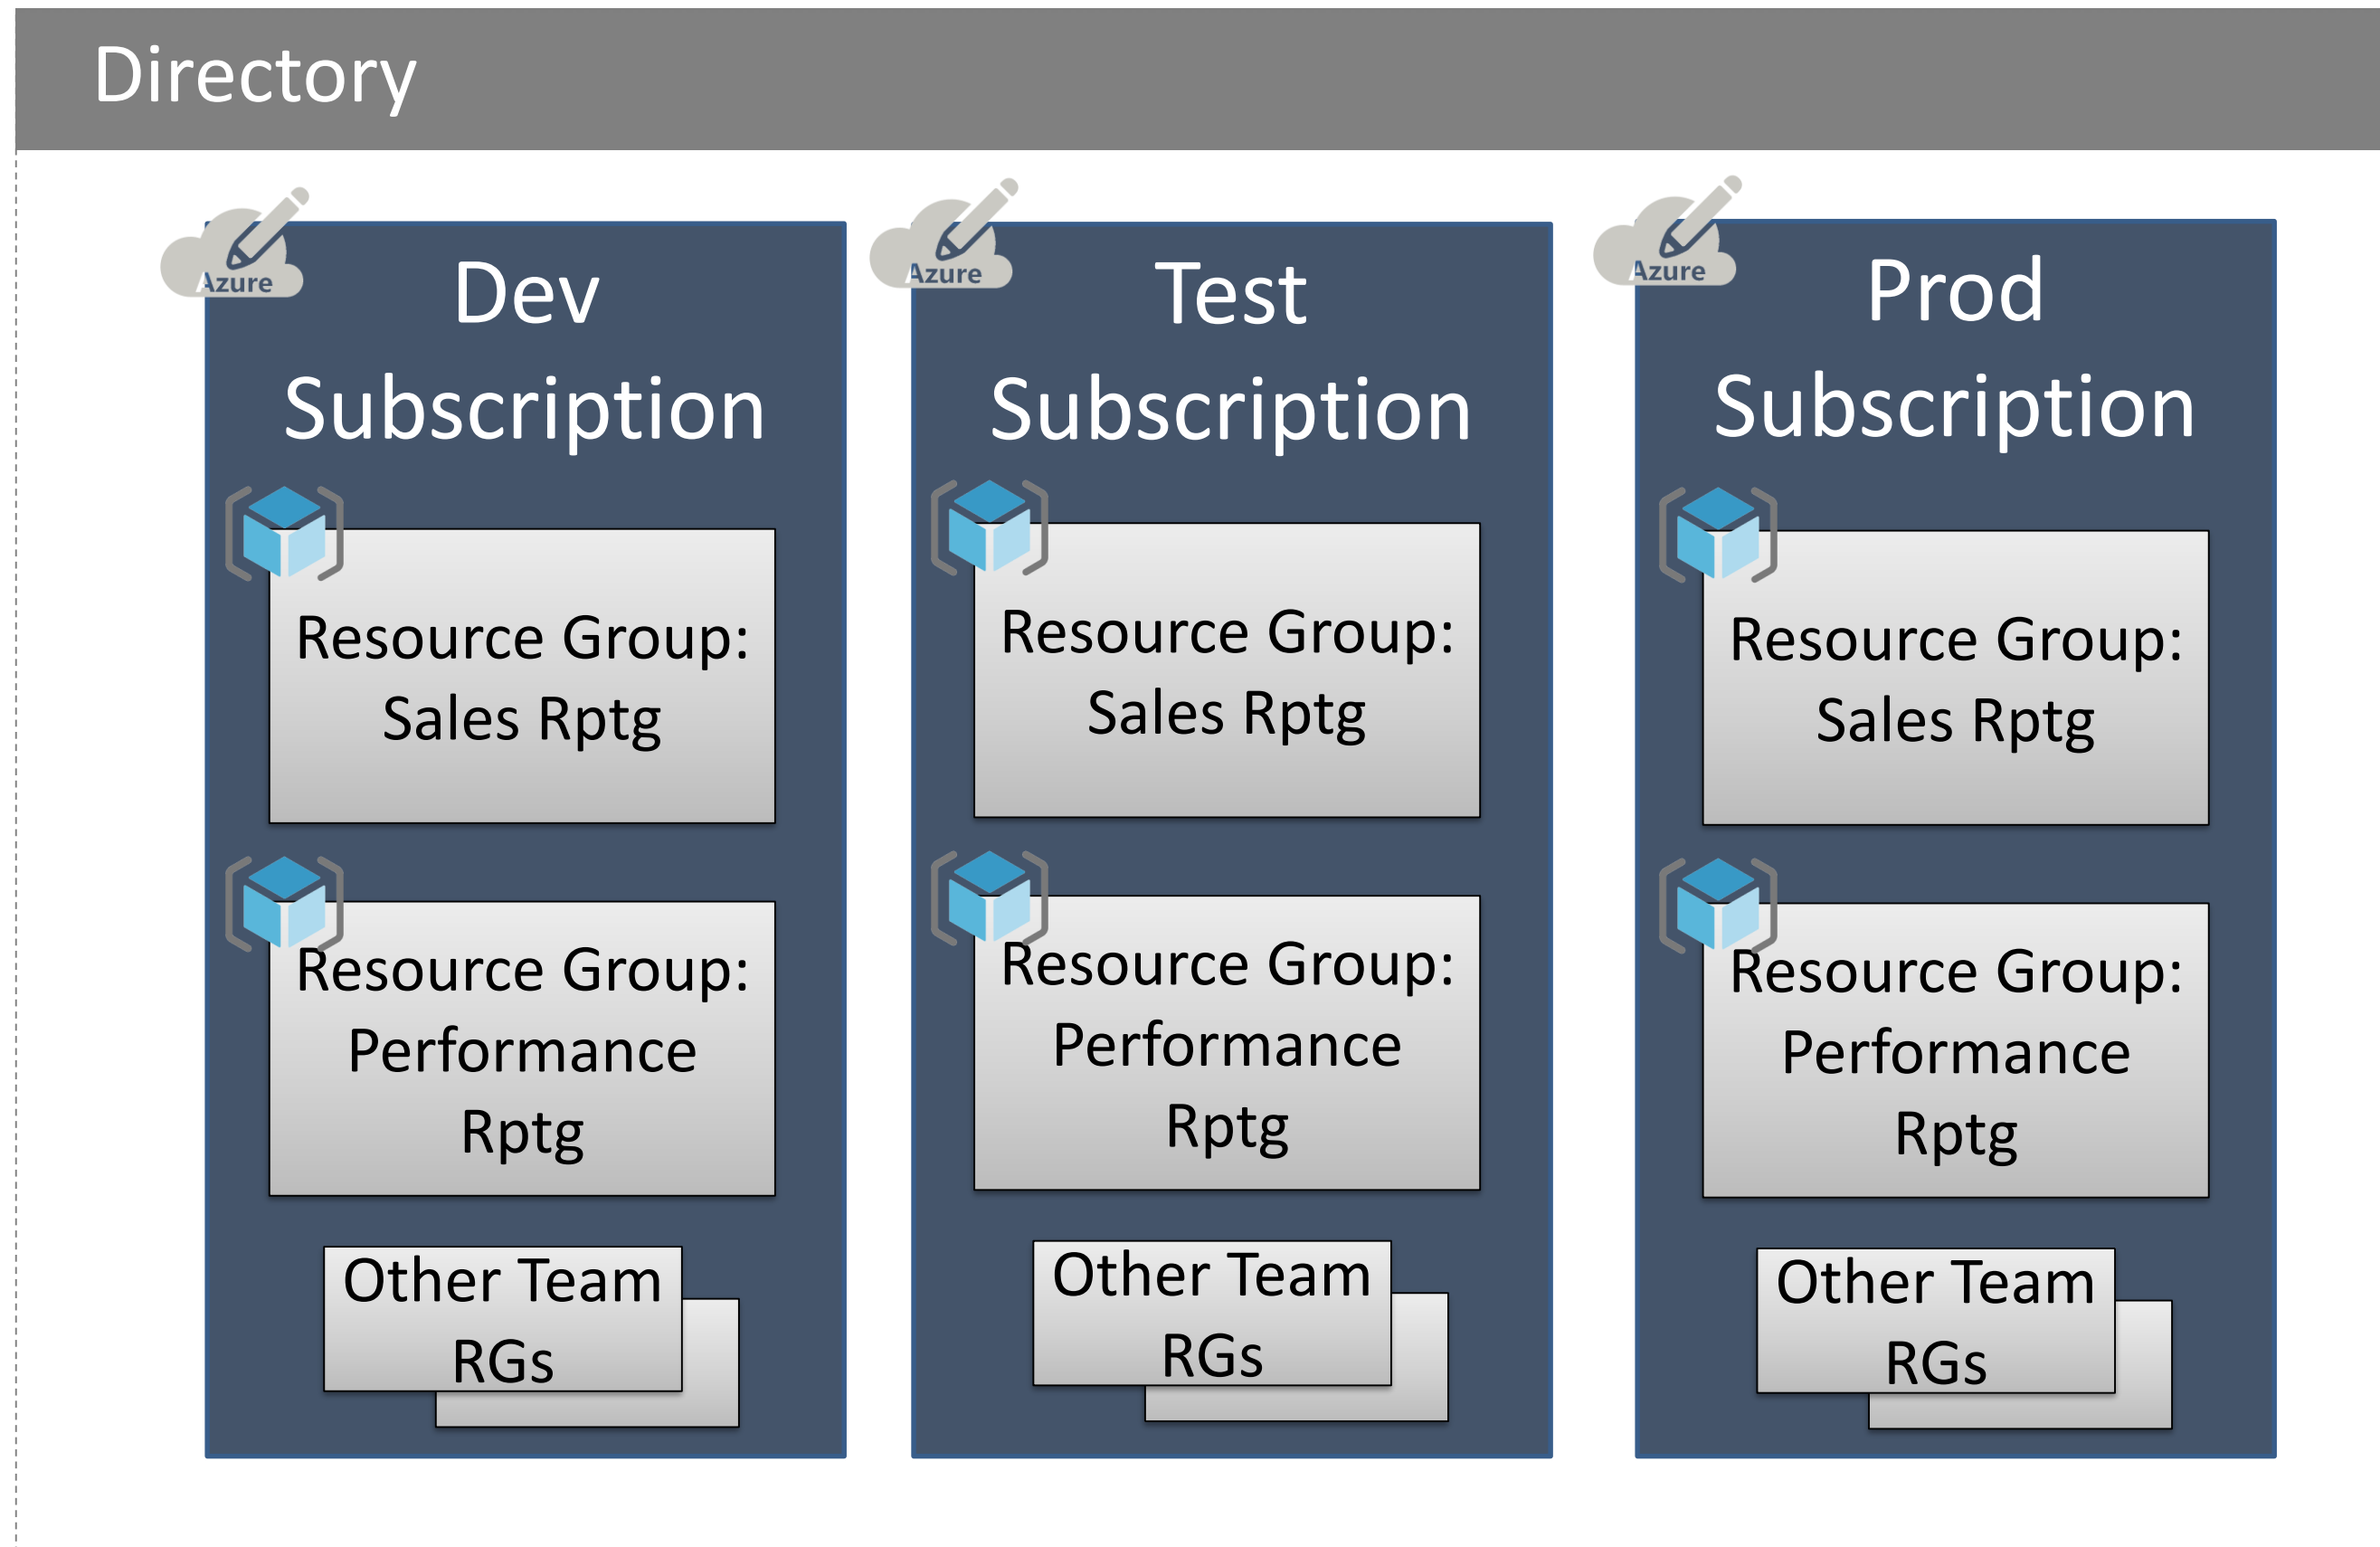 Directory
Azure
Dev
Subscription
Resource Group:
Sales Rptg
Resource Group:
Performance
Rptg
Other Team
RGs
Azure
Test
Subscription
Resource Group:
Sales Rptg
Resource Group:
Performance
Rptg
Other Team
RGs
Azure
Prod
Subscription
Resource Group:
Sales Rptg
Resource Group:
Performance
Rptg
Other Team
RGs